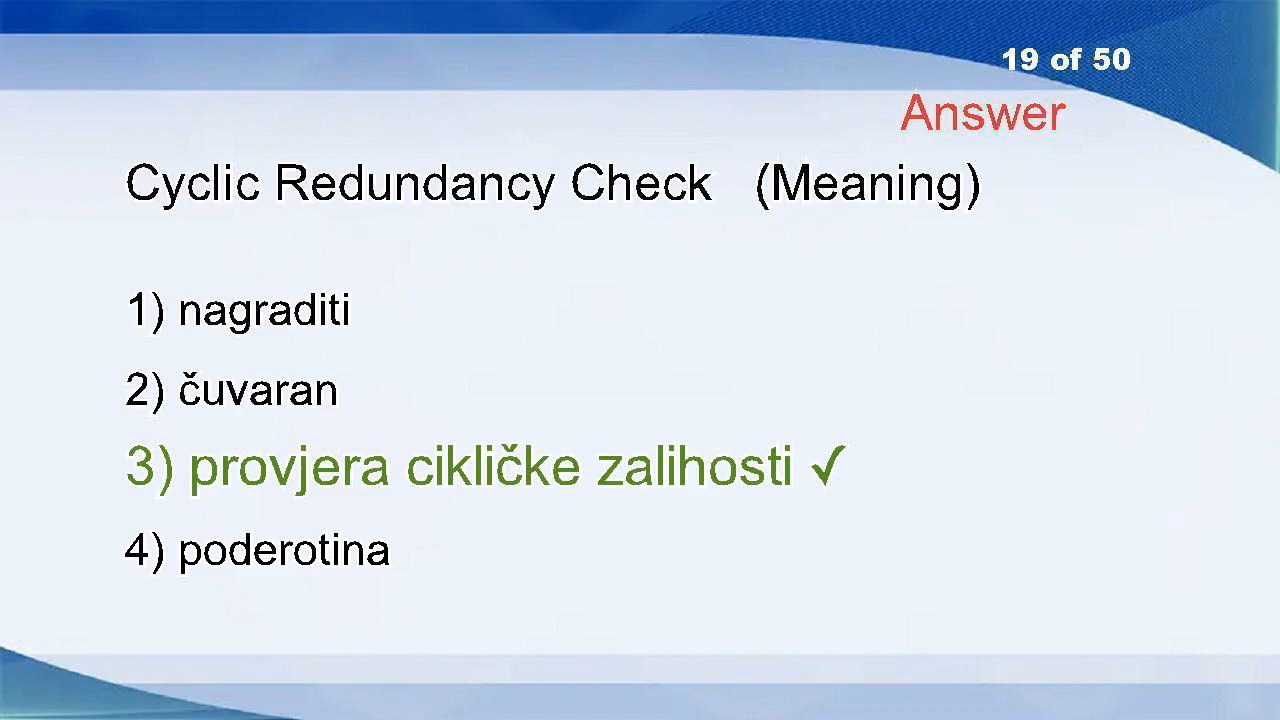 19 of 50
Answer
Cyclic Redundancy Check (Meaning)
1) nagraditi
2) čuvaran
3) provjera cikličke zalihosti ✓
4) poderotina